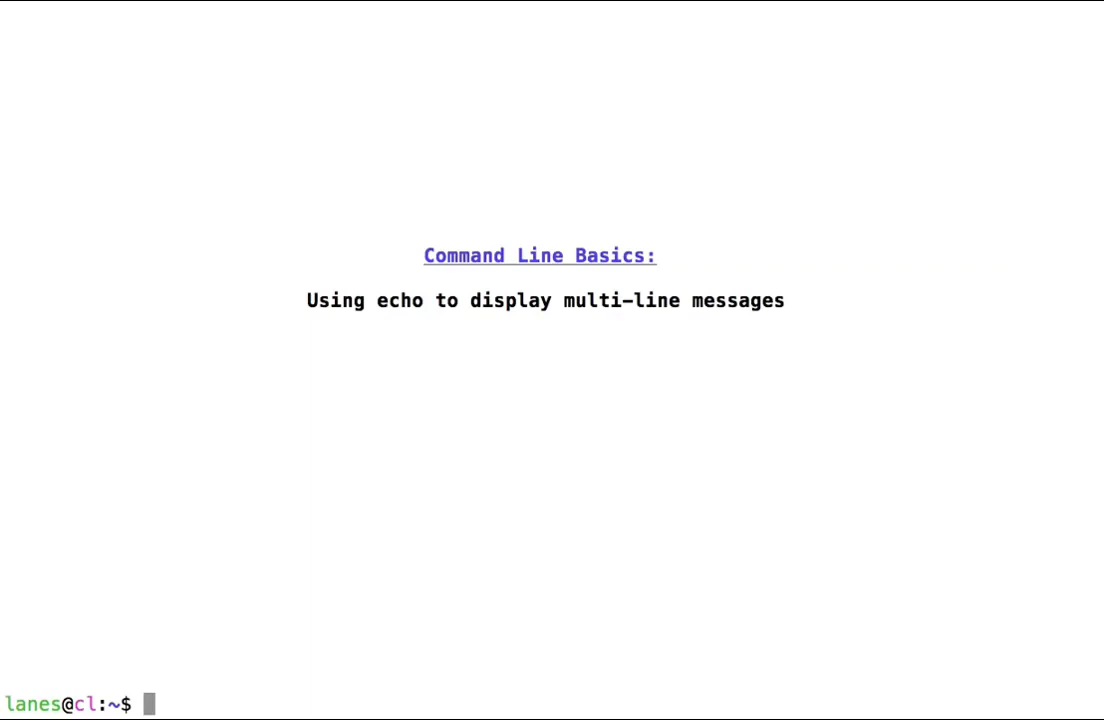 Command Line Basics:
Using echo to display multi-line messages
lanes@cl:~$